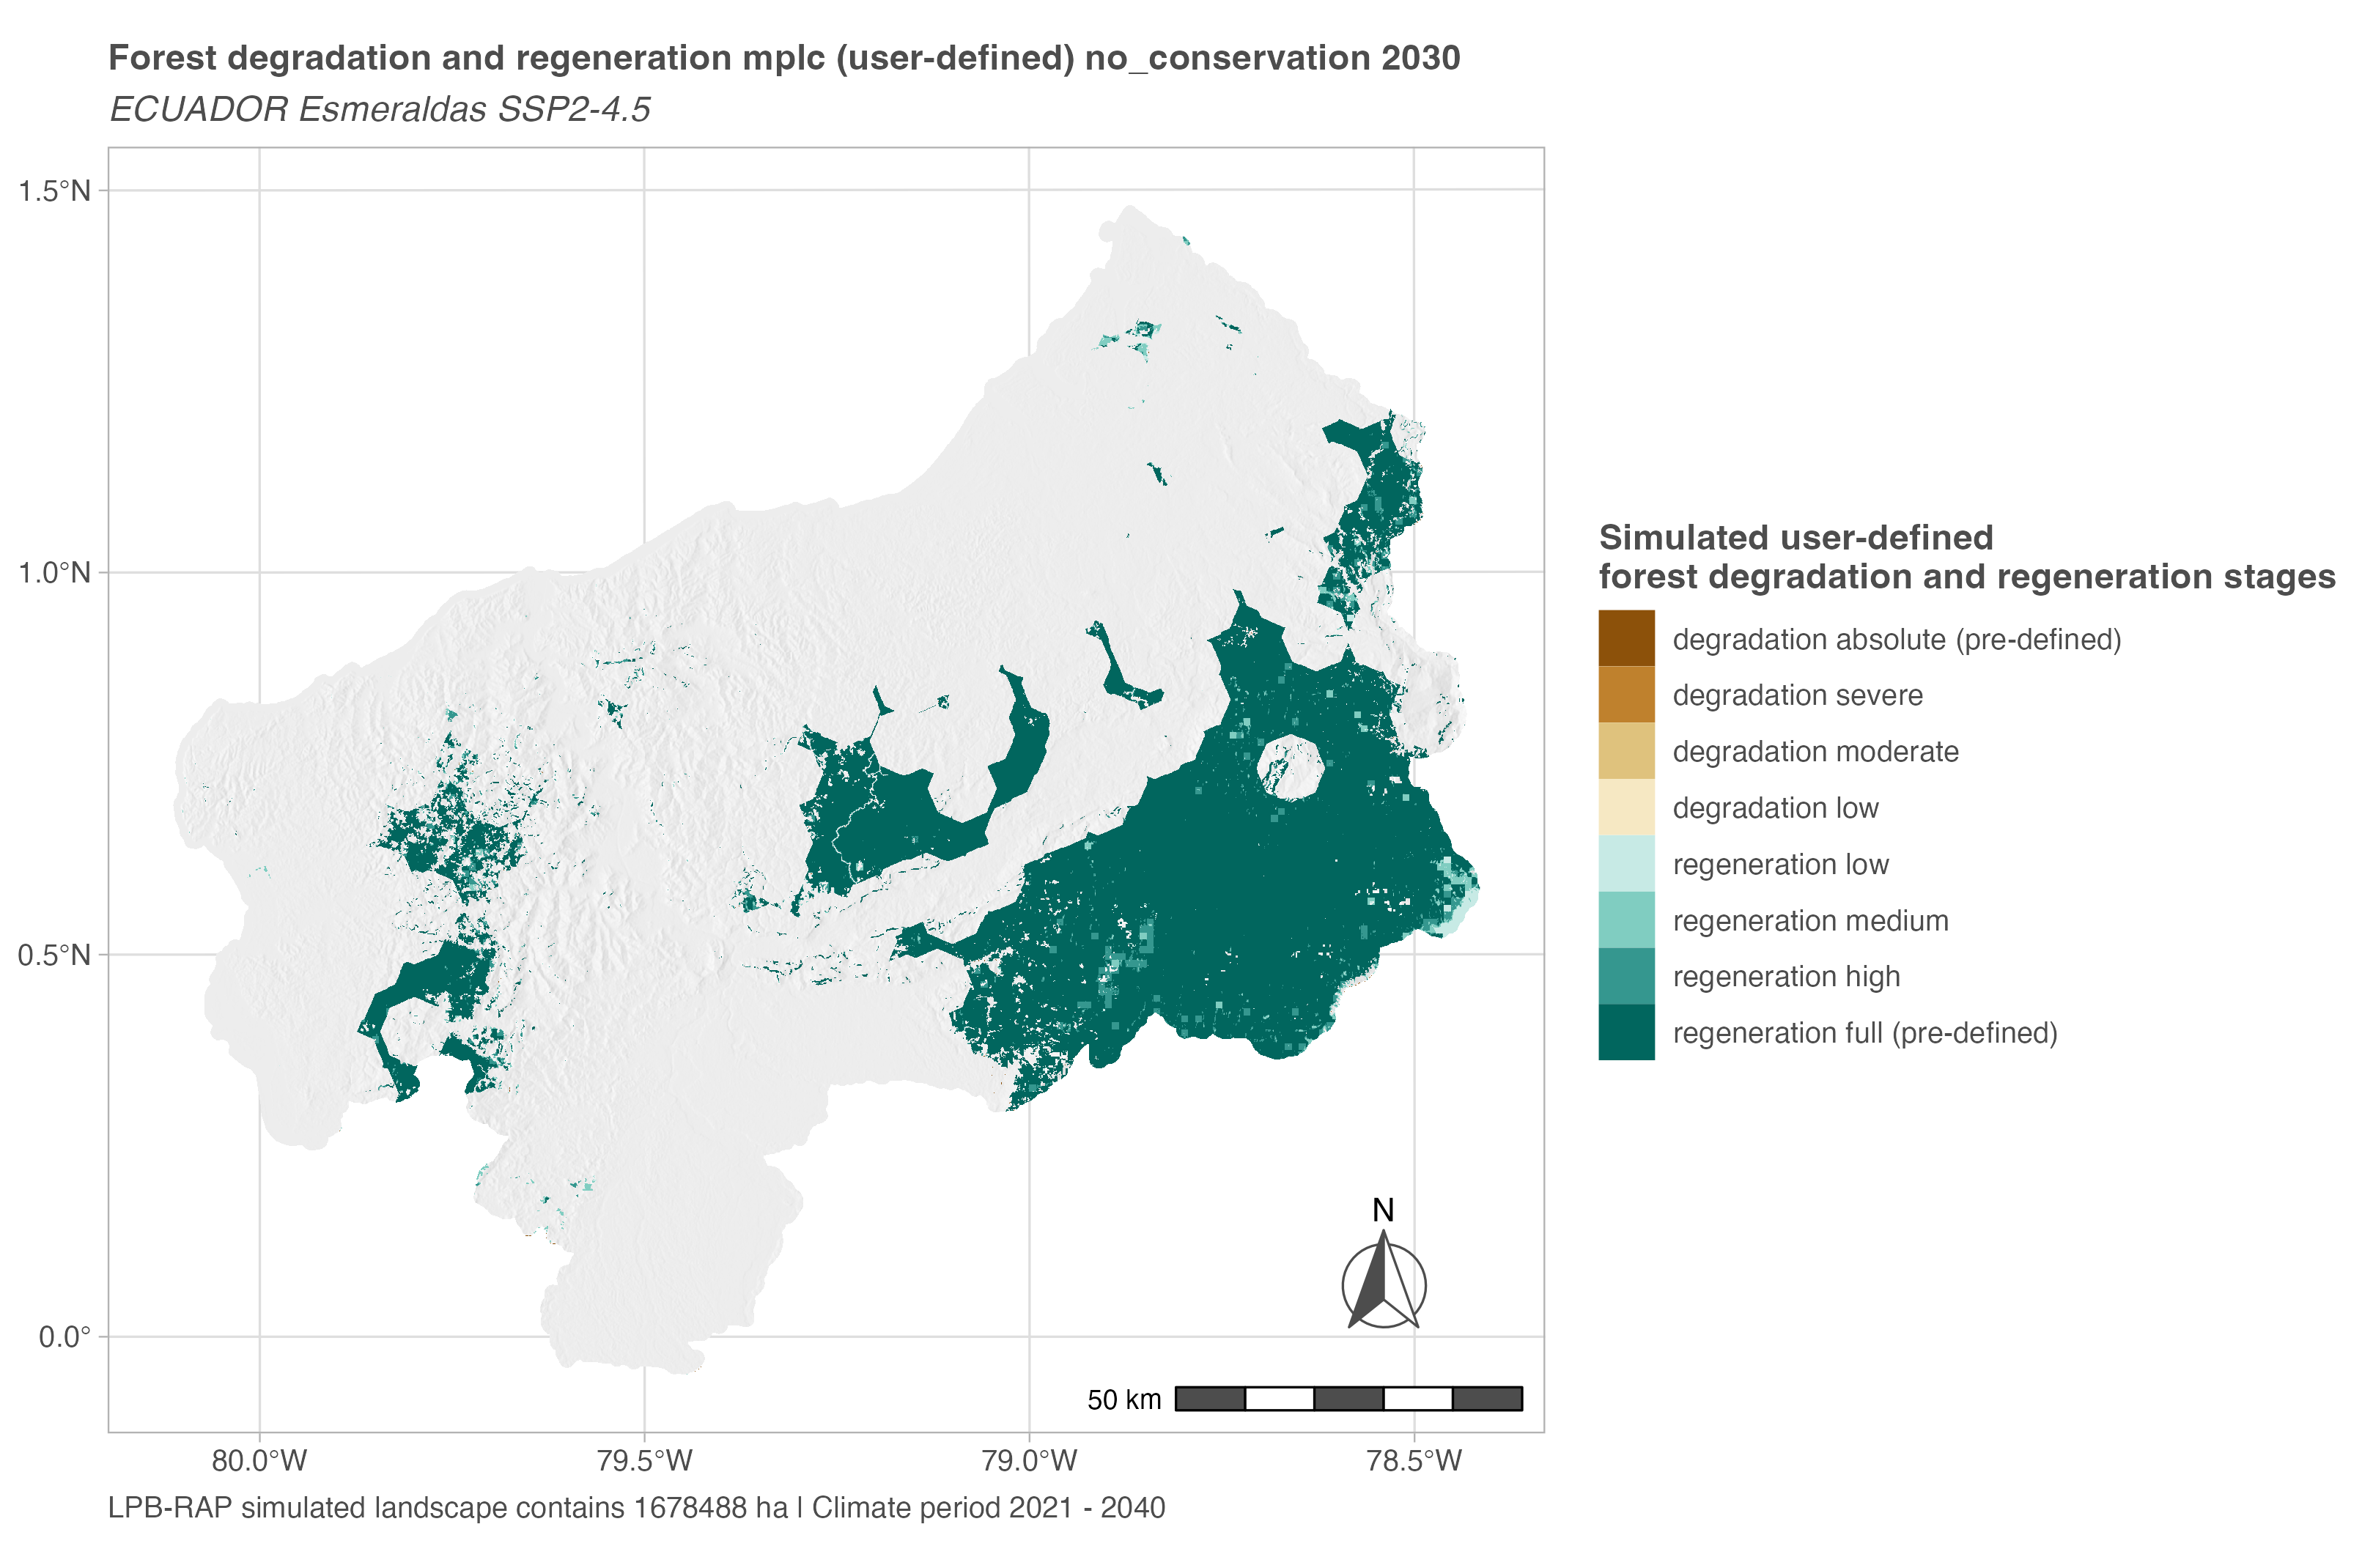 Forest degradation and regeneration mplc (user-defined) no_conservation 2030
ECUADOR Esmeraldas SSP2-4.5
1.5°N
1.0°N
0.5°N
0.0°
80.0°W
79.5°W
79.0°W
78.5°W
N
50 km
Simulated user-defined
forest degradation and regeneration stages
degradation absolute (pre-defined)
degradation severe
degradation moderate
degradation low
regeneration low
regeneration medium
regeneration high
regeneration full (pre-defined)
LPB-RAP simulated landscape contains 1678488 ha | Climate period 2021 - 2040